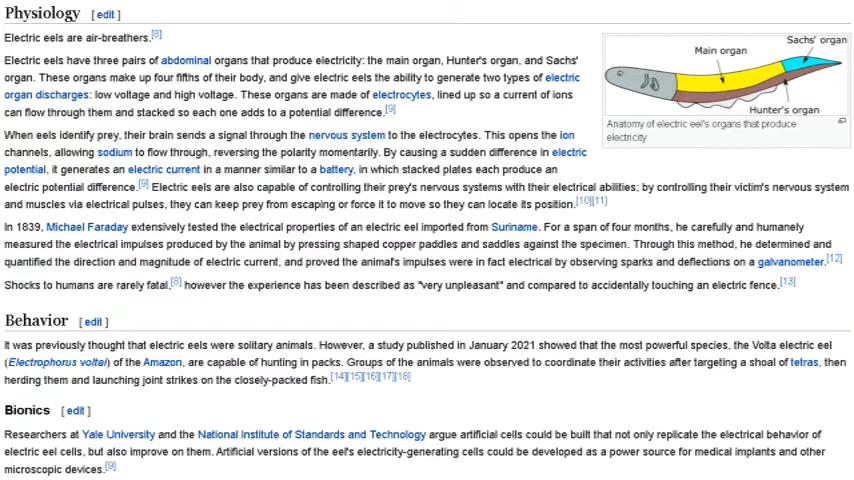 Physiology [ edit ]
Electric eels are air-breathers.[8]
Electric eels have three pairs of abdominal organs that produce electricity: the main organ, Hunter's organ, and Sachs'
organ. These organs make up four fifths of their body, and give electric eels the ability to generate two types of electric
organ discharges: low voltage and high voltage. These organs are made of electrocytes, lined up so a current of ions
can flow through them and stacked so each one adds to a potential difference.[9]
When eels identify prey, their brain sends a signal through the nervous system to the electrocytes. This opens the ion
channels, allowing sodium to flow through, reversing the polarity momentarily. By causing a sudden difference in electric
potential, it generates an electric current in a manner similar to a battery, in which stacked plates each produce an
electric potential difference.[9] Electric eels are also capable of controlling their prey's nervous systems with their electrical abilities; by controlling their victim's nervous system
and muscles via electrical pulses, they can keep prey from escaping or force it to move so they can locate its position.[10][11]
Sachs' organ
Main organ
Hunter's organ
Anatomy of electric eel's organs that produce
electricity
In 1839, Michael Faraday extensively tested the electrical properties of an electric eel imported from Suriname. For a span of four months, he carefully and humanely
measured the electrical impulses produced by the animal by pressing shaped copper paddles and saddles against the specimen. Through this method, he determined and
quantified the direction and magnitude of electric current, and proved the animal's impulses were in fact electrical by observing sparks and deflections on a galvanometer.[12]
Shocks to humans are rarely fatal,[8] however the experience has been described as "very unpleasant" and compared to accidentally touching an electric fence.[13]
Behavior [ edit ]
It was previously thought that electric eels were solitary animals. However, a study published in January 2021 showed that the most powerful species, the Volta electric eel
(Electrophorus voltai) of the Amazon, are capable of hunting in packs. Groups of the animals were observed to coordinate their activities after targeting a shoal of tetras, then
herding them and launching joint strikes on the closely-packed fish.[14][15][16][17][18]
Bionics [ edit ]
Researchers at Yale University and the National Institute of Standards and Technology argue artificial cells could be built that not only replicate the electrical behavior of
electric eel cells, but also improve on them. Artificial versions of the eel's electricity-generating cells could be developed as a power source for medical implants and other
microscopic devices.[9]